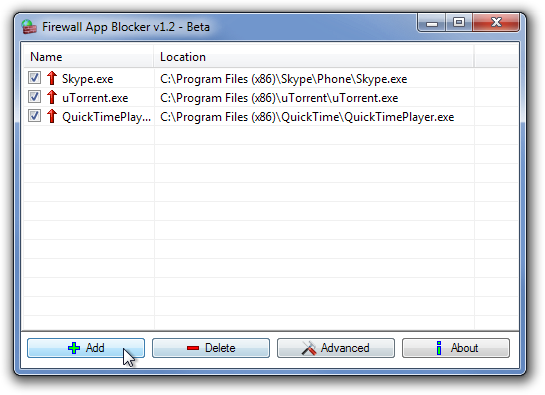 Firewall App Blocker v1.2 - Beta
Name Location
Skype.exe C:\Program Files (x86)\Skype\Phone\Skype.exe
uTorrent.exe C:\Program Files (x86)\uTorrent\uTorrent.exe
QuickTimePlay... C:\Program Files (x86)\QuickTime\QuickTimePlayer.exe
Add Delete Advanced About